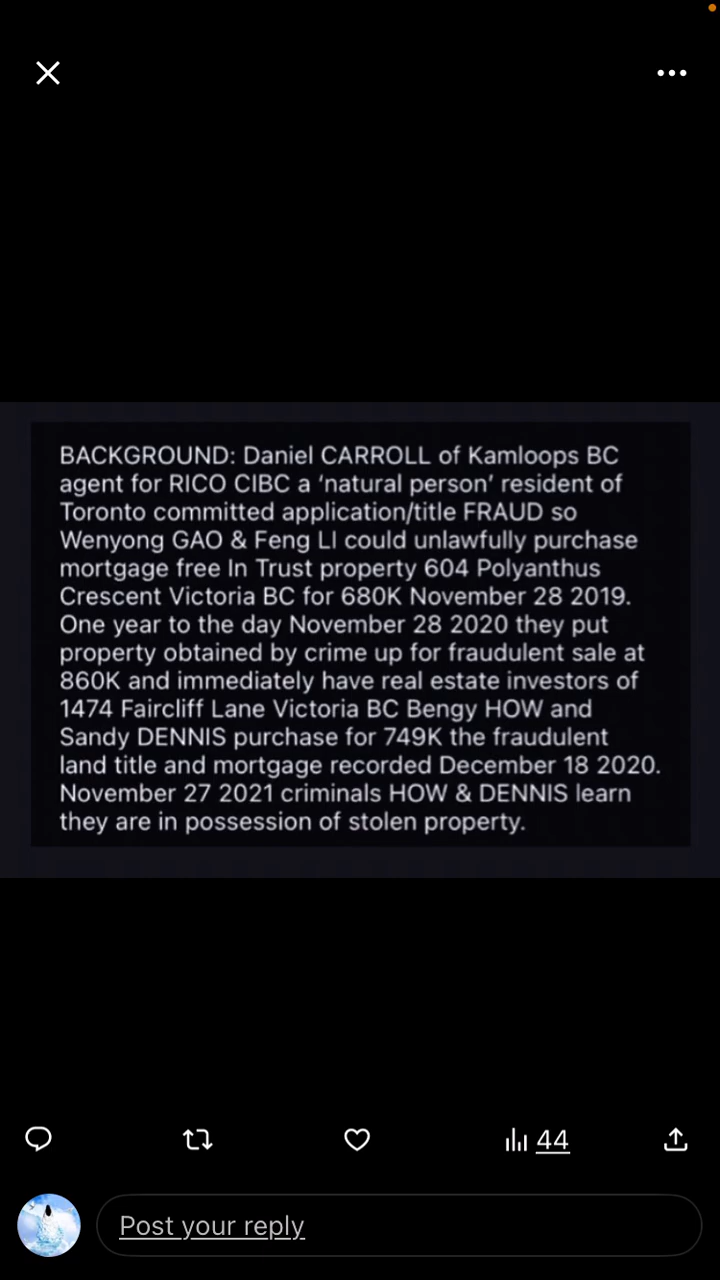 BACKGROUND: Daniel CARROLL of Kamloops BC
agent for RICO CIBC a ‘natural person’ resident of
Toronto committed application/title FRAUD so
Wenyong GAO & Feng LI could unlawfully purchase
mortgage free In Trust property 604 Polyanthus
Crescent Victoria BC for 680K November 28 2019.
One year to the day November 28 2020 they put
property obtained by crime up for fraudulent sale at
860K and immediately have real estate investors of
1474 Faircliff Lane Victoria BC Bengy HOW and
Sandy DENNIS purchase for 749K the fraudulent
land title and mortgage recorded December 18 2020.
November 27 2021 criminals HOW & DENNIS learn
they are in possession of stolen property.
44
Post your reply